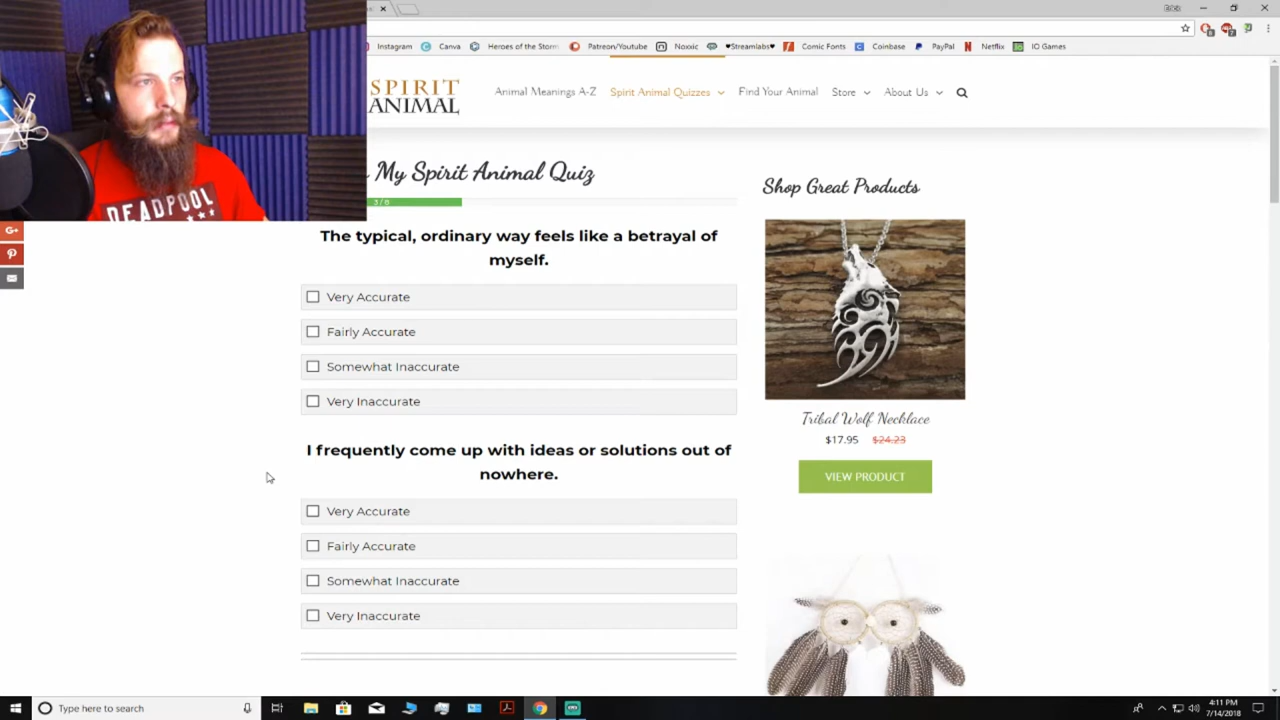 Instagram Canva Heroes of the Storm Patreon/Youtube Noxxic ♥Streamlabs♥ Comic Fonts Coinbase PayPal Netflix IO Games
SPIRIT
ANIMAL
Animal Meanings A-Z Spirit Animal Quizzes Find Your Animal Store About Us
My Spirit Animal Quiz
3/8
The typical, ordinary way feels like a betrayal of
myself.
Very Accurate
Fairly Accurate
Somewhat Inaccurate
Very Inaccurate
I frequently come up with ideas or solutions out of
nowhere.
Very Accurate
Fairly Accurate
Somewhat Inaccurate
Very Inaccurate
Shop Great Products
Tribal Wolf Necklace
$17.95 $24.23
VIEW PRODUCT
DEADPOOL
G+
Type here to search
4:11 PM
7/14/2018